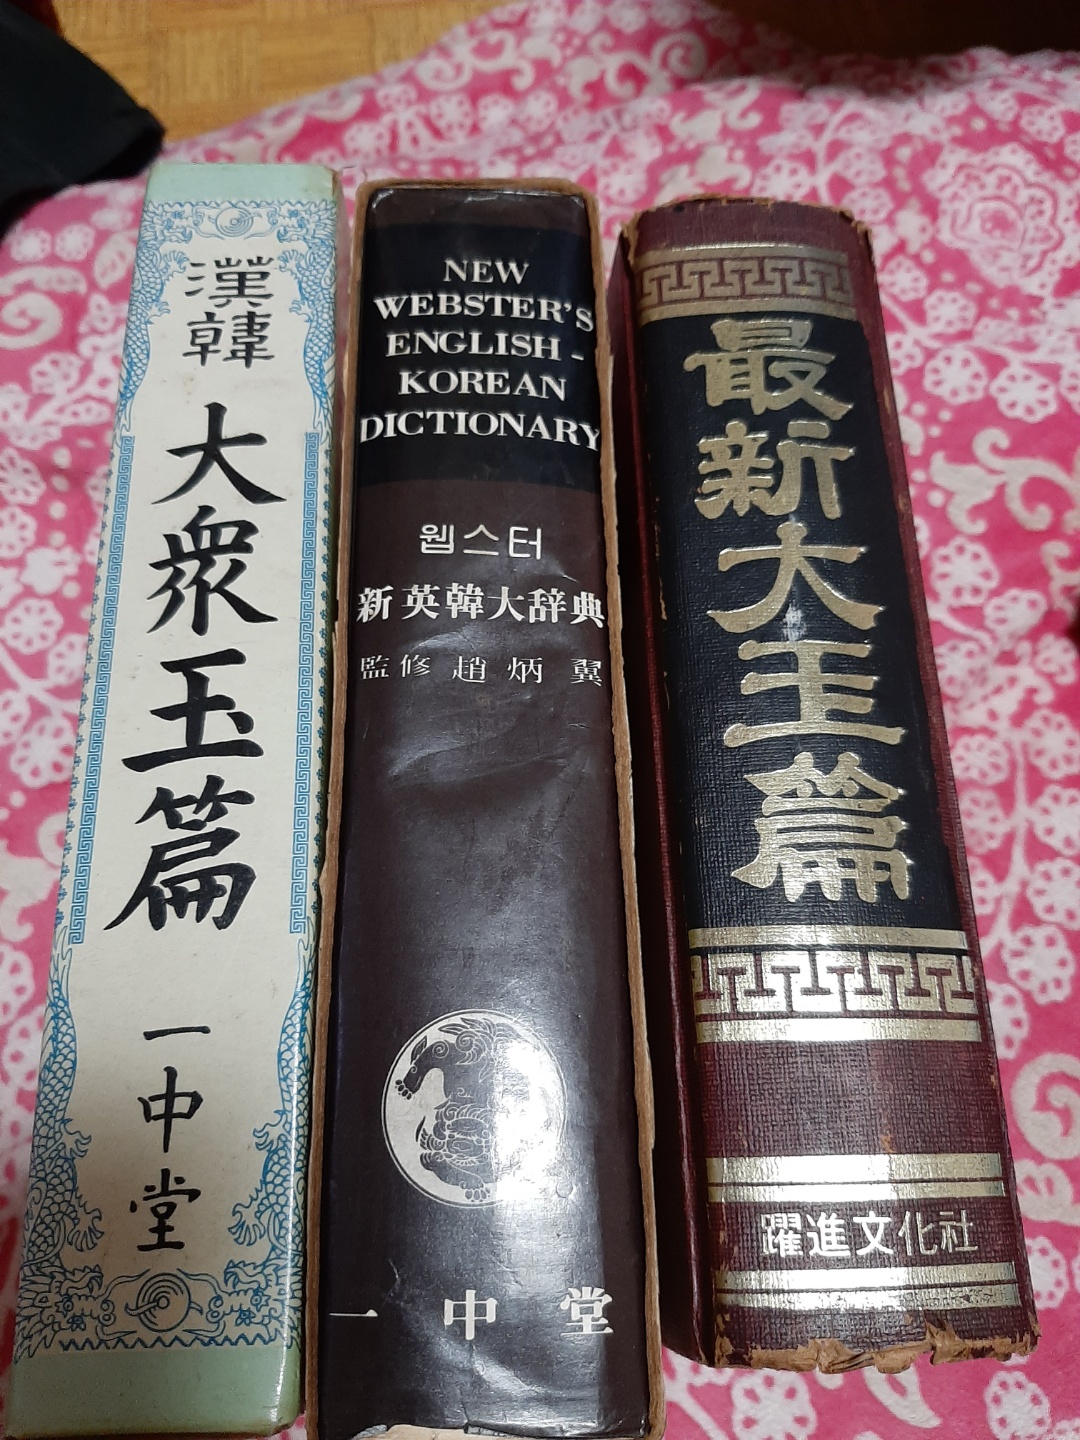 漢韓
大衆玉篇
一中堂
NEW
WEBSTER'S
ENGLISH -
KOREAN
DICTIONARY
웹스터
新英韓大辞典
監修 趙炳翼
一中堂
最新大玉篇
躍進文化社